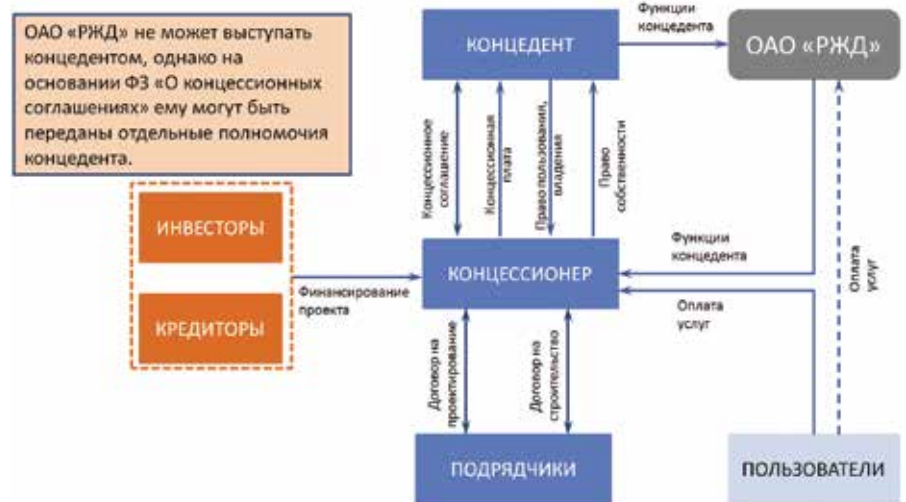 ОАО «РЖД» не может выступать
концедентом, однако на
основании ФЗ «О концессионных
соглашениях» ему могут быть
переданы отдельные полномочия
концедента.
КОНЦЕДЕНТ
Функции
концедента
ОАО «РЖД»
Концессионное
соглашение
Концессионная
плата
Право пользования,
владения
Право
собственности
ИНВЕСТОРЫ
КРЕДИТОРЫ
Финансирование
проекта
КОНЦЕССИОНЕР
Функции
концедента
Оплата
услуг
Оплата
услуг
Договор на
проектирование
Договор на
строительство
ПОДРЯДЧИКИ
ПОЛЬЗОВАТЕЛИ